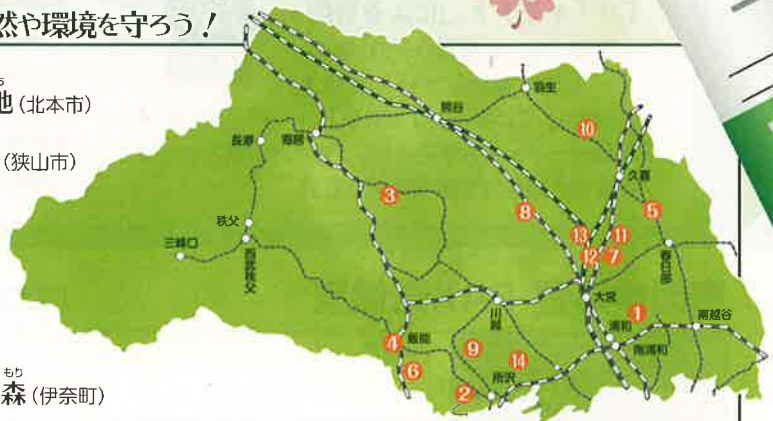 然や環境を守ろう！
地（北本市）
（狭山市）
もり
森（伊奈町）
羽生
熊谷
⑩
長瀞
寄居
久喜
③
⑧
⑤
秩父
⑬
⑪
三峰口
西武秩父
⑫
⑦
春日部
大宮
川越
①
南越谷
浦和
④
飯能
⑨
⑭
南浦和
⑥
②
所沢